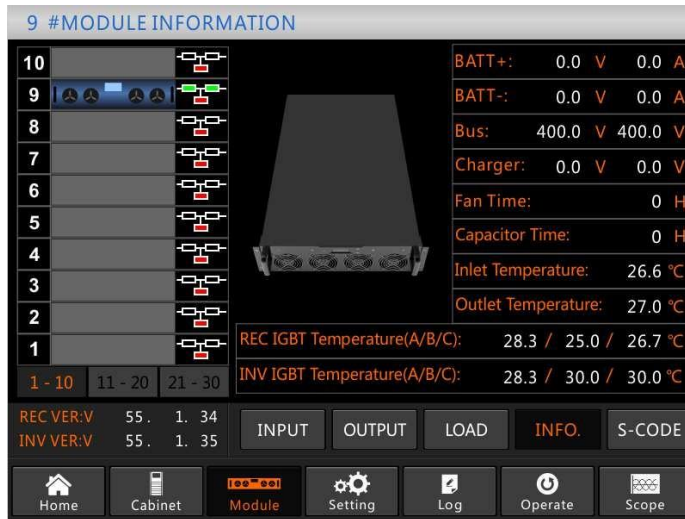 9 #MODULE INFORMATION
10
9
8
7
6
5
4
3
2
1
1 - 10 11 - 20 21 - 30
REC VER:V 55. 1. 34
INV VER:V 55. 1. 35
BATT+: 0.0 V 0.0 A
BATT-: 0.0 V 0.0 A
Bus: 400.0 V 400.0 V
Charger: 0.0 V 0.0 V
Fan Time: 0 H
Capacitor Time: 0 H
Inlet Temperature: 26.6 ℃
Outlet Temperature: 27.0 ℃
REC IGBT Temperature(A/B/C): 28.3 / 25.0 / 26.7 ℃
INV IGBT Temperature(A/B/C): 28.3 / 30.0 / 30.0 ℃
INPUT OUTPUT LOAD INFO. S-CODE
Home Cabinet Module Setting Log Operate Scope